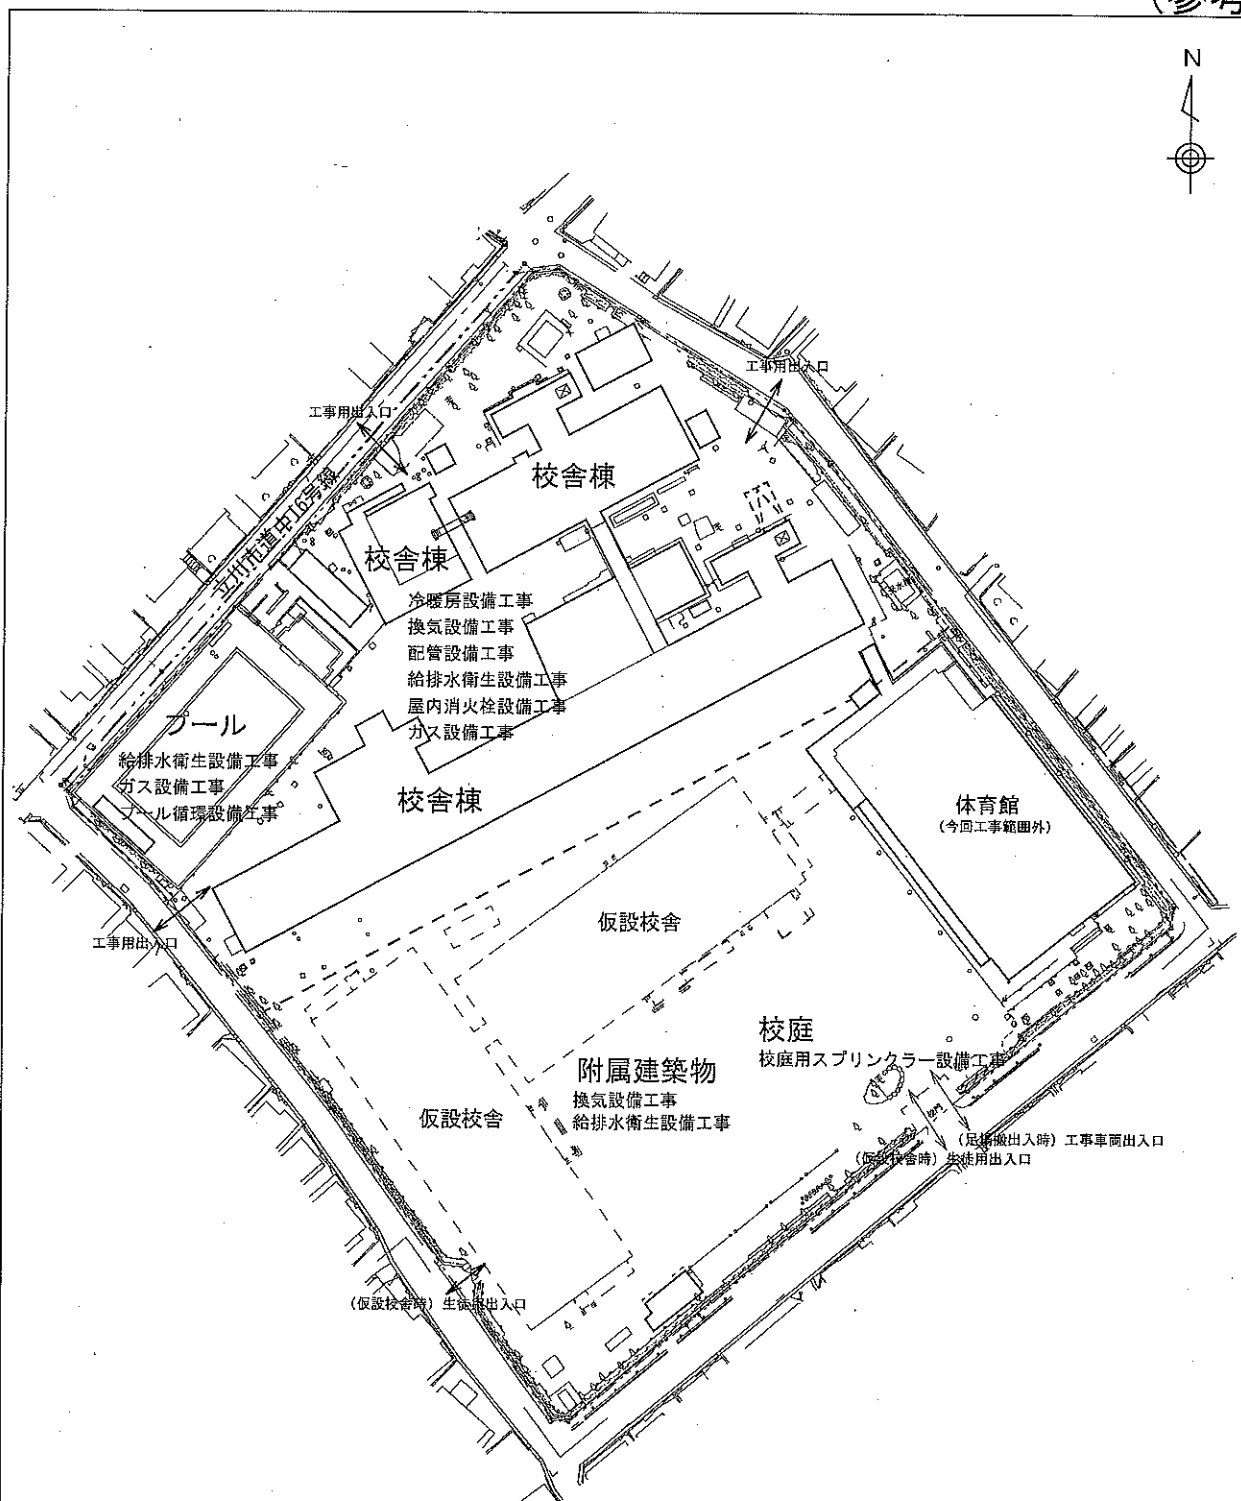 (参考
N
工事用出入口
工事用出入口
校舎棟
立川市道中16号線
校舎棟
冷暖房設備工事
換気設備工事
配管設備工事
給排水衛生設備工事
屋内消火栓設備工事
ガス設備工事
プール
給排水衛生設備工事
ガス設備工事
プール循環設備工事
校舎棟
体育館
(今回工事範囲外)
仮設校舎
工事用出入口
校庭
校庭用スプリンクラー設備工事
附属建築物
換気設備工事
給排水衛生設備工事
仮設校舎
(足場搬出入時) 工事車両出入口
(仮設校舎時) 生徒用出入口
(仮設校舎時) 生徒用出入口